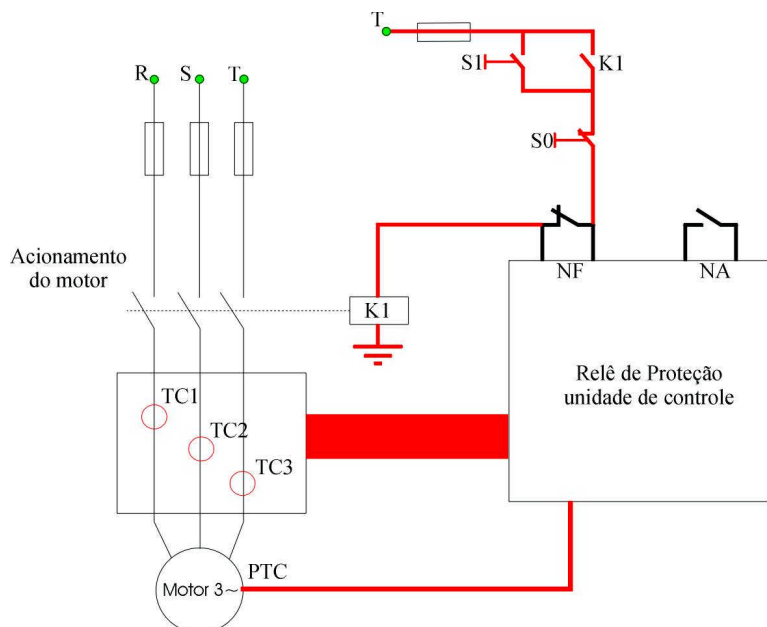 T
S1
K1
R
S
T
S0
Acionamento
do motor
NF
NA
K1
Relê de Proteção
unidade de controle
TC1
TC2
TC3
PTC
Motor 3~